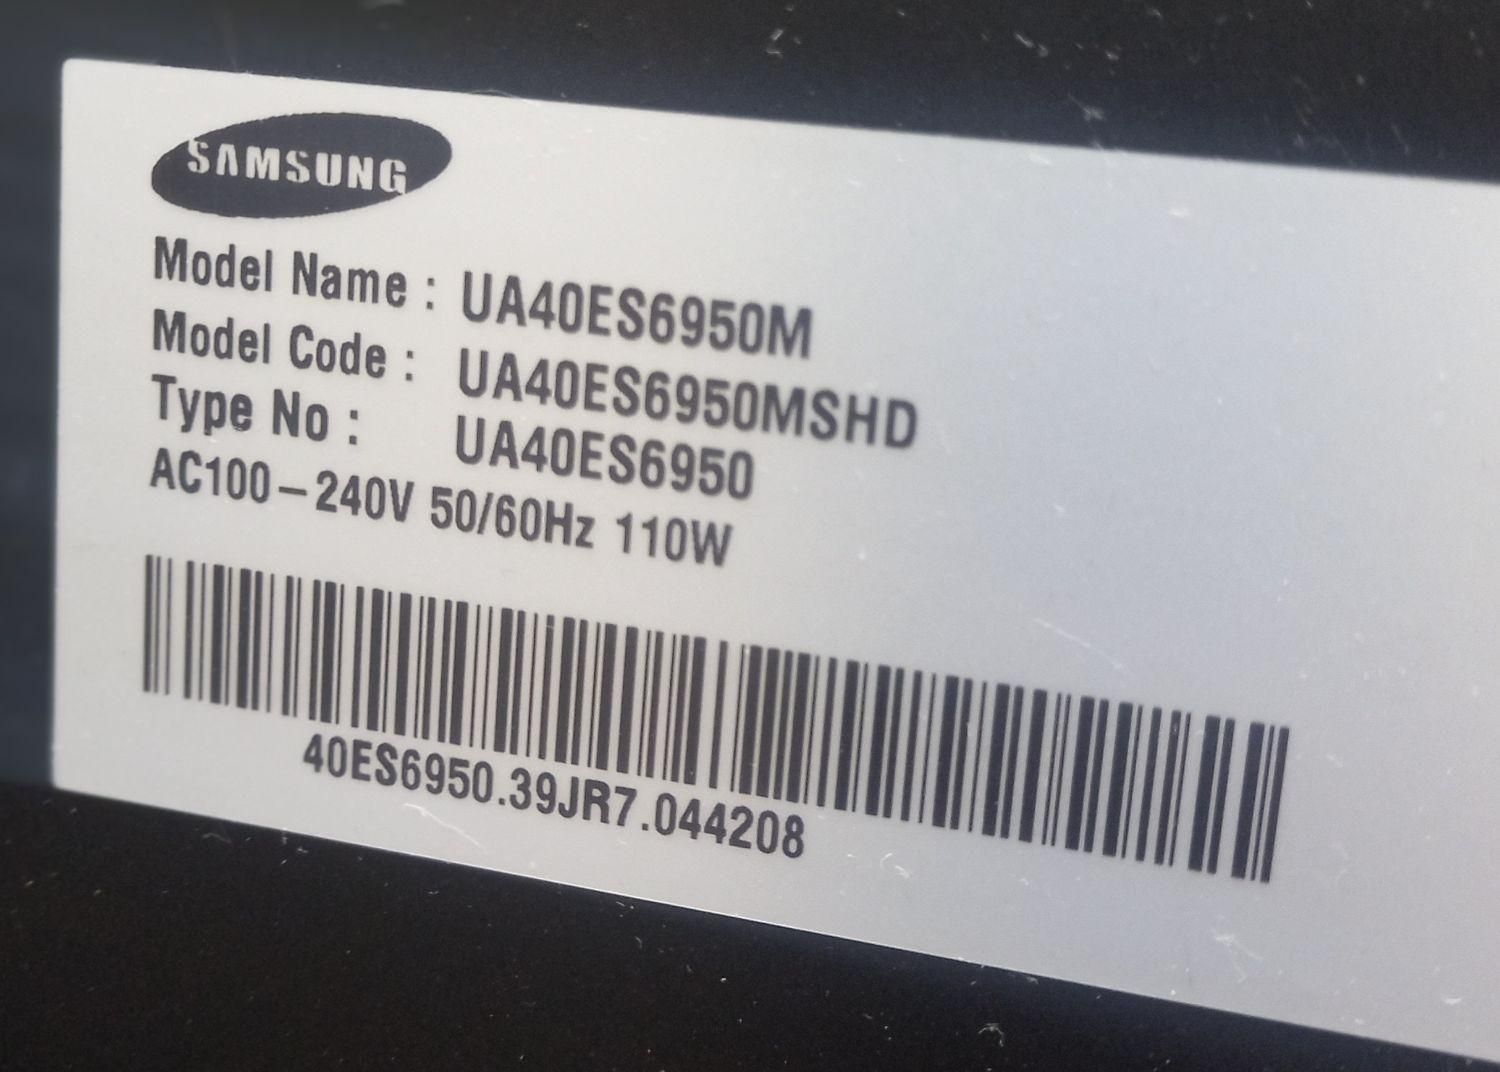 SAMSUNG
Model Name : UA40ES6950M
Model Code : UA40ES6950MSHD
Type No : UA40ES6950
AC100–240V 50/60Hz 110W
40ES6950.39JR7.044208